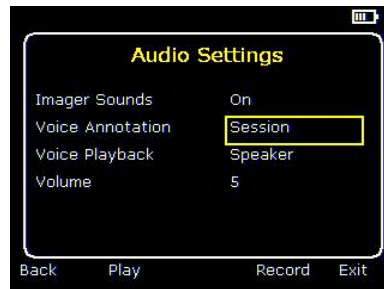 Audio Settings
Imager Sounds On
Voice Annotation Session
Voice Playback Speaker
Volume 5
Back Play Record Exit